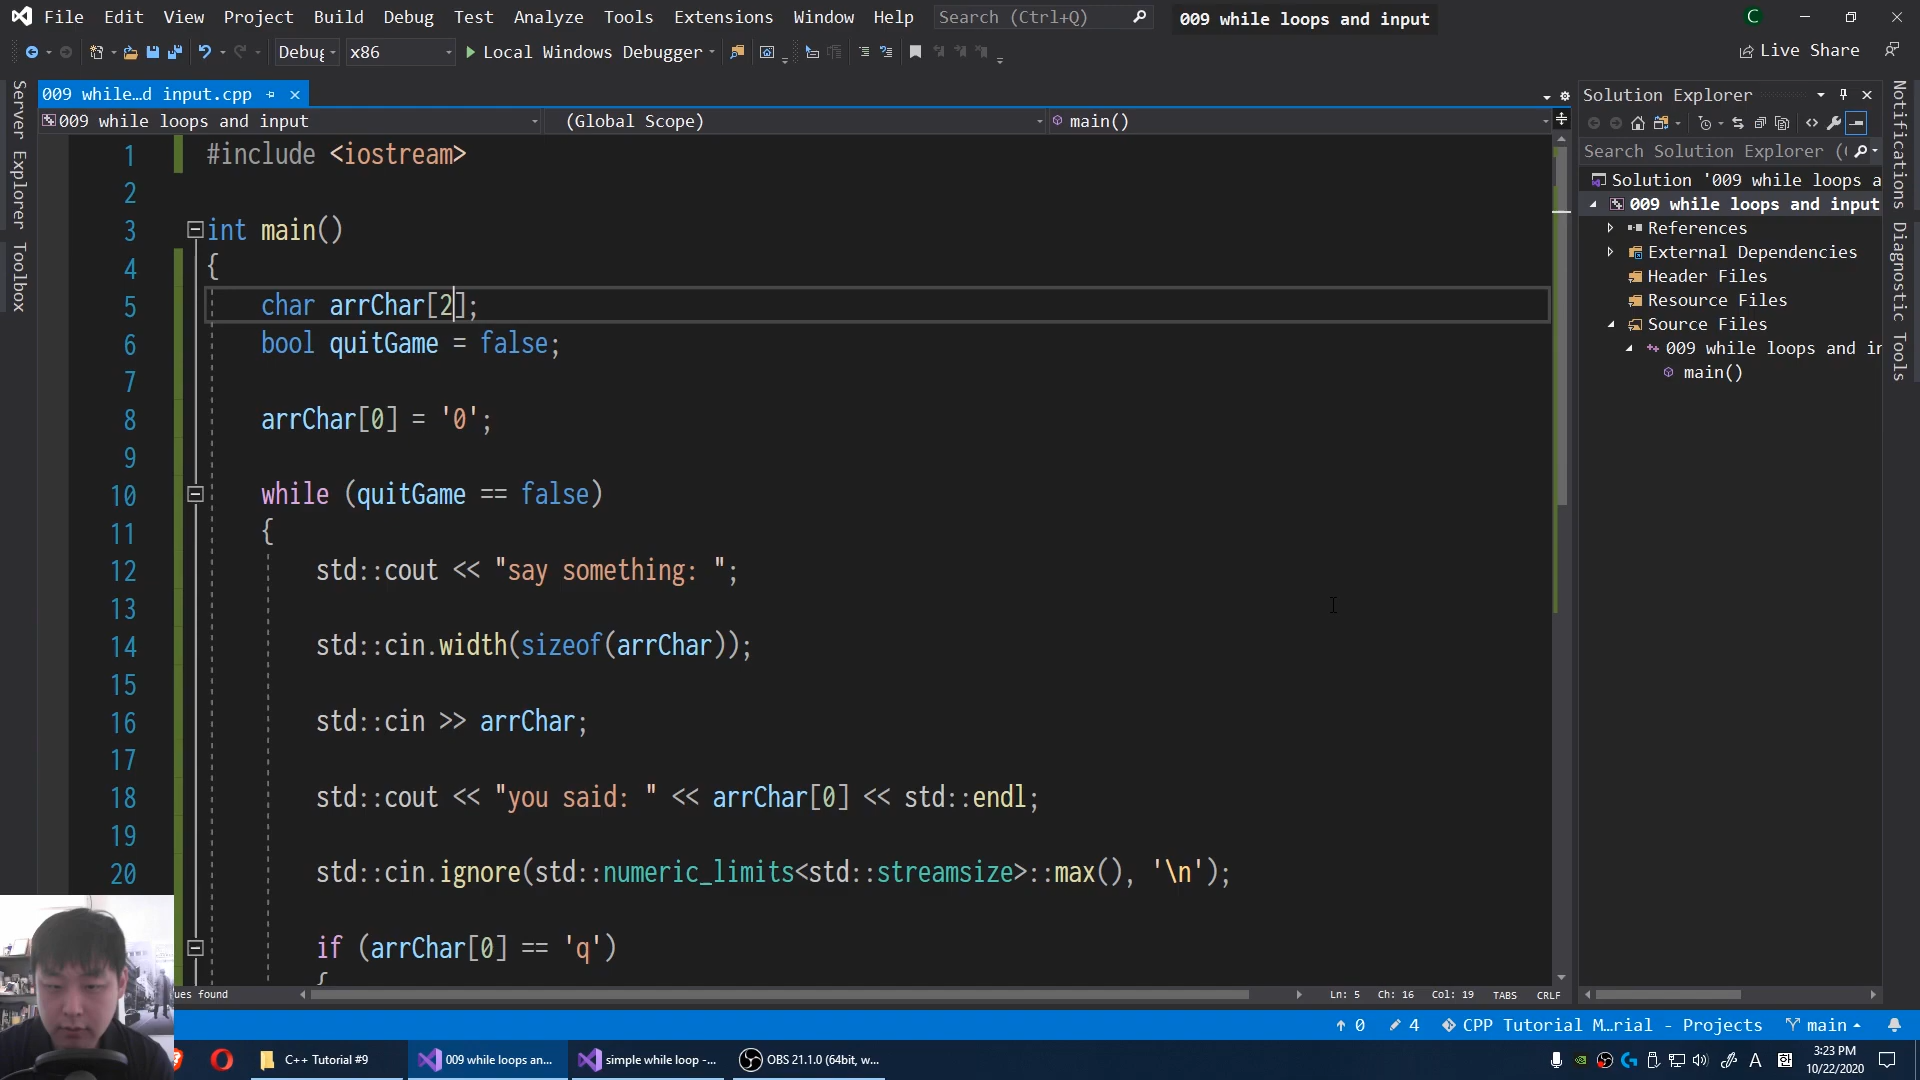 File Edit View Project Build Debug Test Analyze Tools Extensions Window Help Search (Ctrl+Q) 009 while loops and input C
Debug x86 Local Windows Debugger Live Share
009 while…d input.cpp
009 while loops and input (Global Scope) main()
Server Explorer
Toolbox
1 #include <iostream>
2
3 int main()
4 {
5 char arrChar[2];
6 bool quitGame = false;
7
8 arrChar[0] = '0';
9
10 while (quitGame == false)
11 {
12 std::cout << "say something: ";
13
14 std::cin.width(sizeof(arrChar));
15
16 std::cin >> arrChar;
17
18 std::cout << "you said: " << arrChar[0] << std::endl;
19
20 std::cin.ignore(std::numeric_limits<std::streamsize>::max(), '\n');
if (arrChar[0] == 'q')
{
ues found Ln: 5 Ch: 16 Col: 19 TABS CRLF
Solution Explorer
Search Solution Explorer (
Solution '009 while loops a
009 while loops and input
References
External Dependencies
Header Files
Resource Files
Source Files
009 while loops and in
main()
Notifications
Diagnostic Tools
0 4 CPP Tutorial M…rial - Projects main
C++ Tutorial #9 009 while loops an... simple while loop -... OBS 21.1.0 (64bit, w... A 한 3:23 PM
10/22/2020